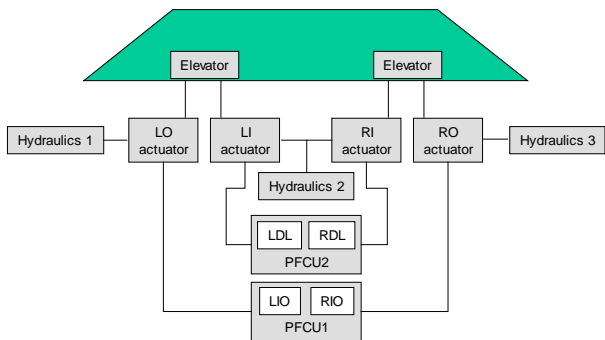 Elevator
Elevator
Hydraulics 1
LO
actuator
LI
actuator
RI
actuator
RO
actuator
Hydraulics 3
Hydraulics 2
LDL
RDL
PFCU2
LIO
RIO
PFCU1